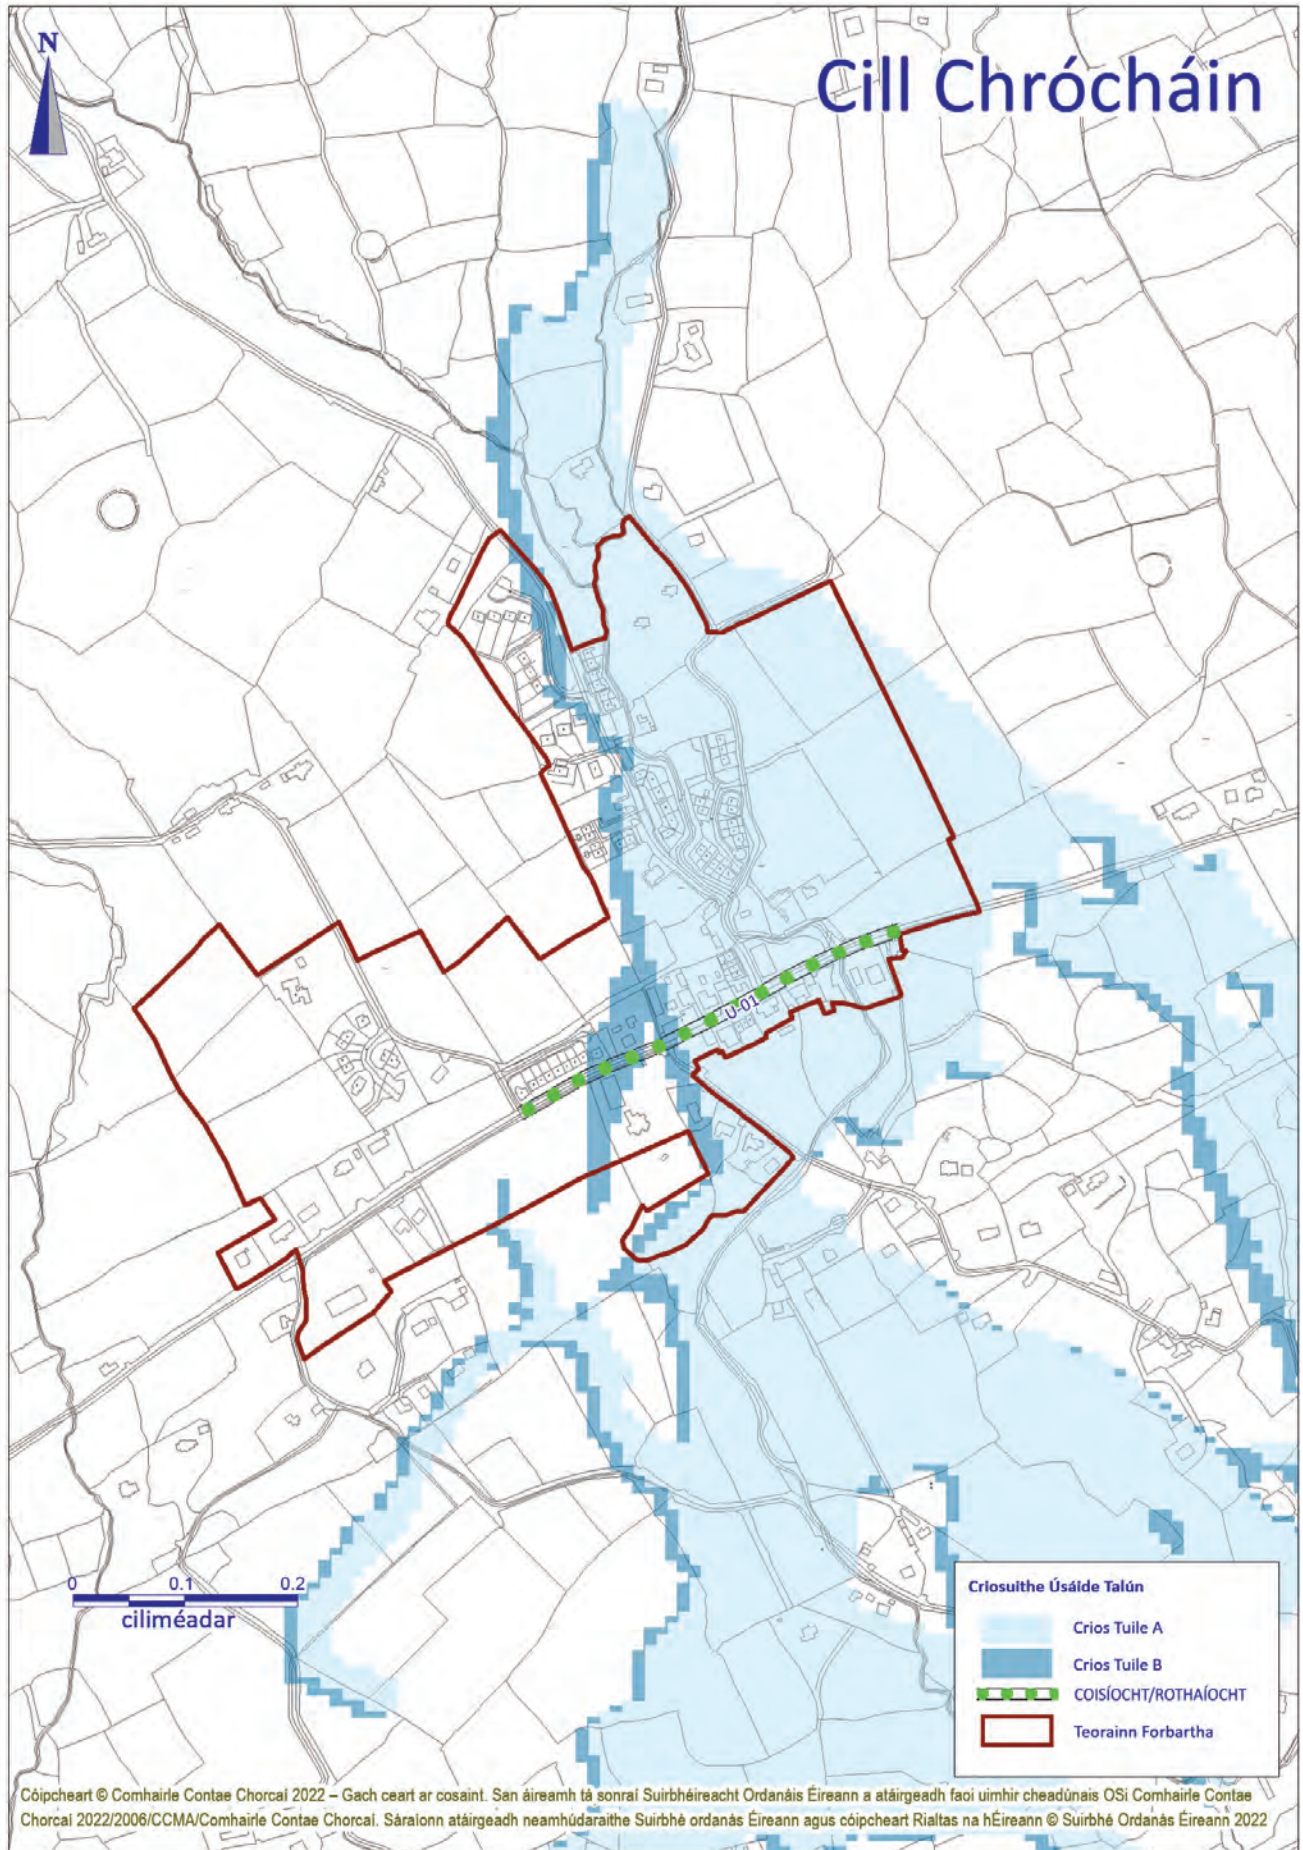 N
Cill Chrócháin
U-01
0 0.1 0.2
ciliméadar
Criosuithe Úsáide Talún
Crios Tuile A
Crios Tuile B
COISÍOCHT/ROTHAÍOCHT
Teorainn Forbartha
Cóipcheart © Comhairle Contae Chorcaí 2022 – Gach ceart ar cosaint. San áireamh tá sonraí Suirbhéireacht Ordanáis Éireann a atáirgeadh faoi uimhir cheadúnais OSi Comhairle Contae
Chorcaí 2022/2006/CCMA/Comhairle Contae Chorcaí. Sáraíonn atáirgeadh neamhúdaraithe Suirbhé ordanás Éireann agus cóipcheart Rialtas na hÉireann © Suirbhé Ordanás Éireann 2022